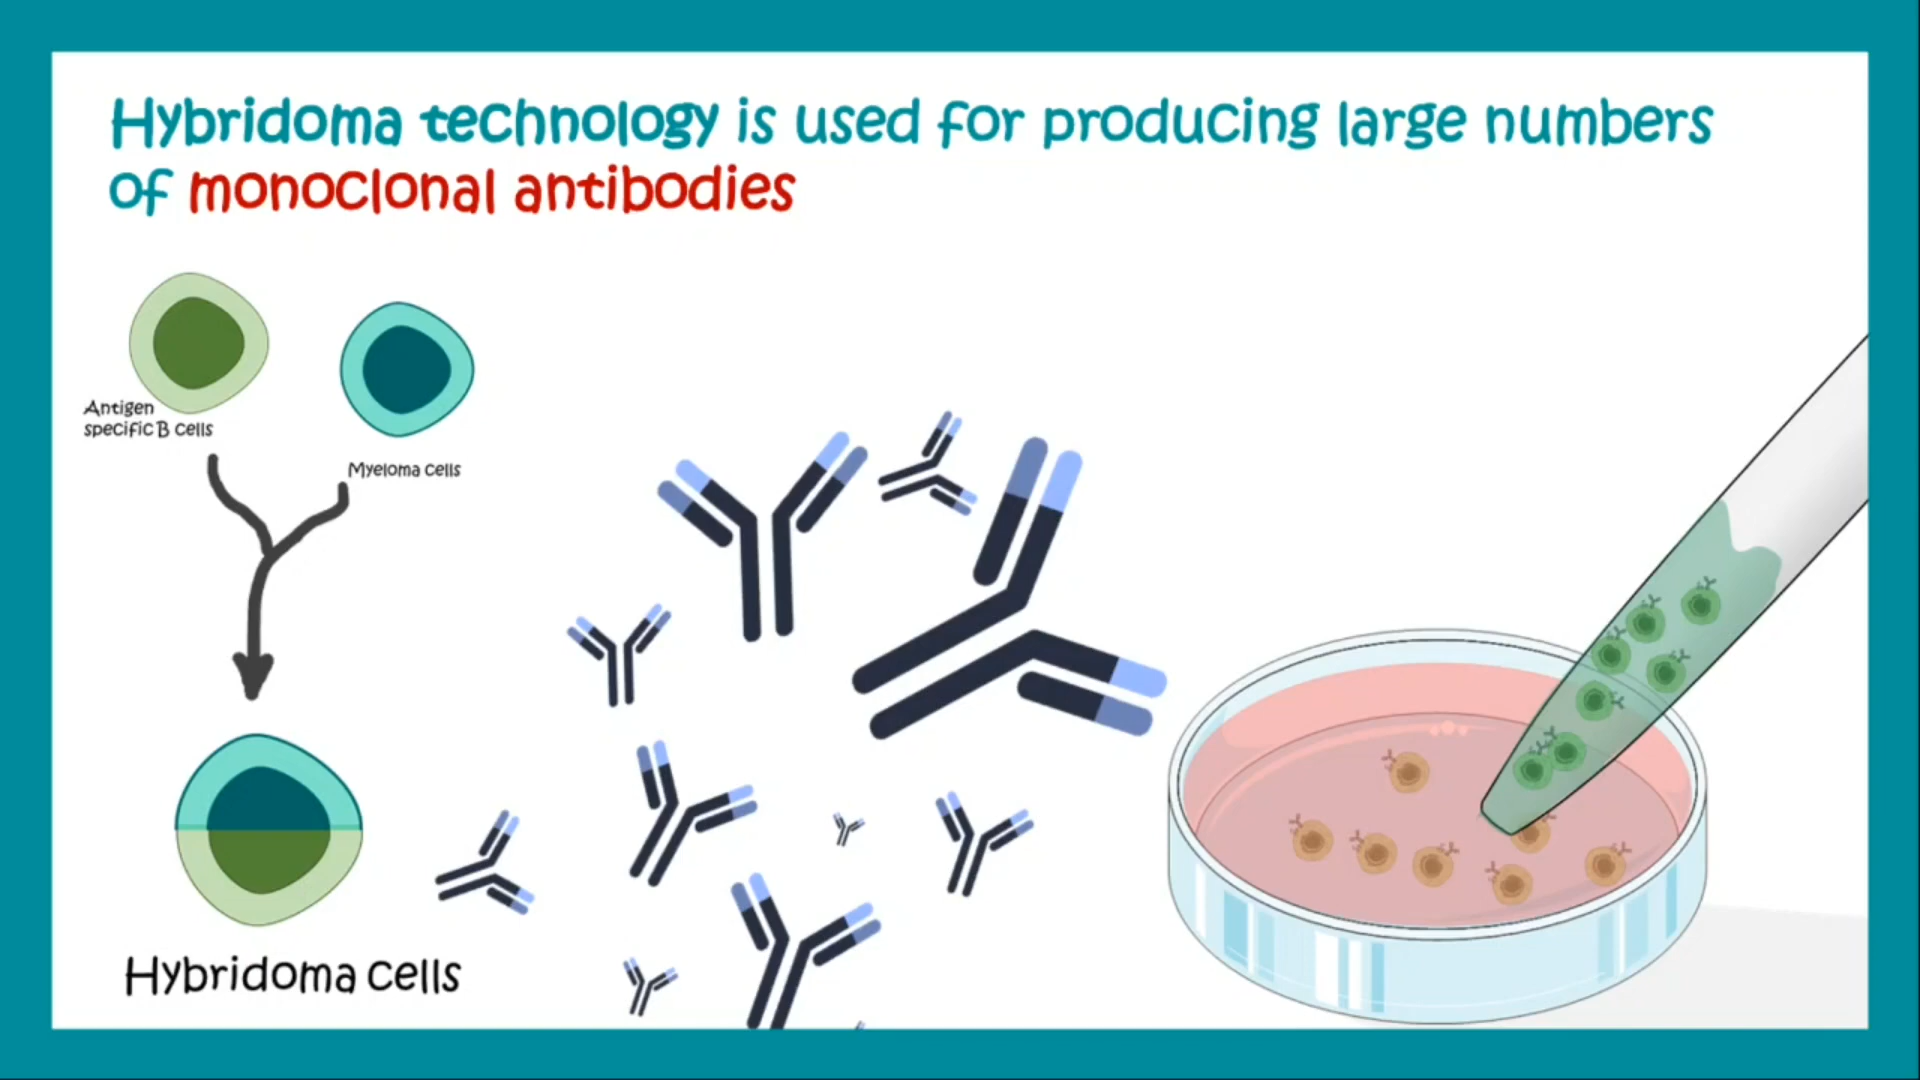 Hybridoma technology is used for producing large numbers
of monoclonal antibodies
Antigen
specific B cells
Myeloma cells
Hybridoma cells